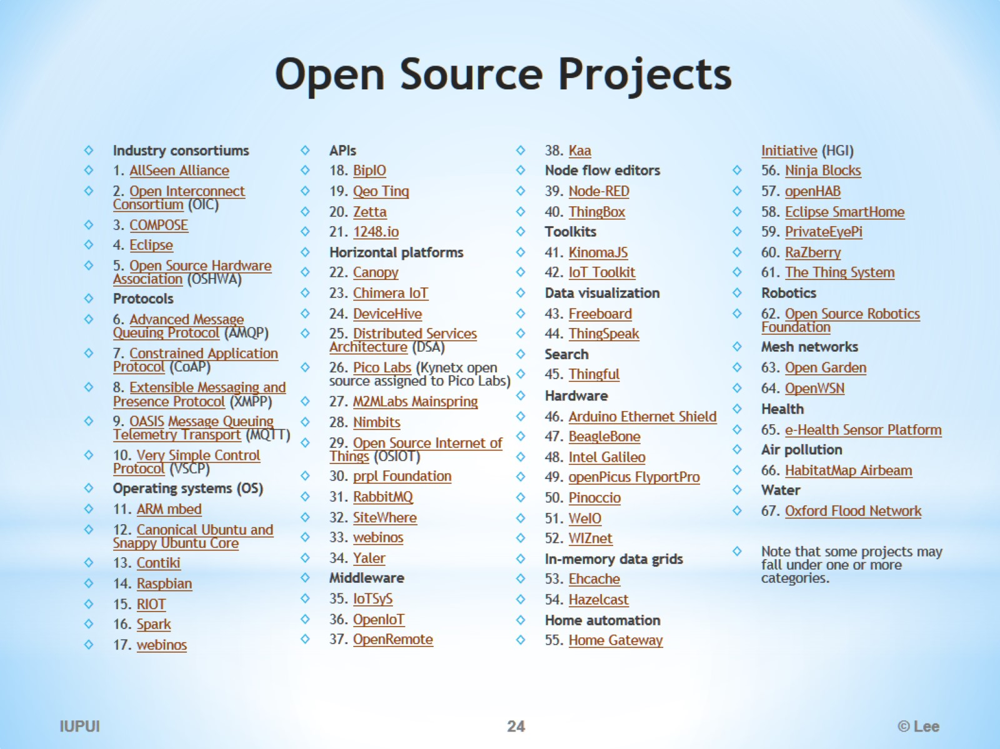 Open Source Projects
Industry consortiums
1. AllSeen Alliance
2. Open Interconnect
Consortium (OIC)
3. COMPOSE
4. Eclipse
5. Open Source Hardware
Association (OSHWA)
Protocols
6. Advanced Message
Queuing Protocol (AMQP)
7. Constrained Application
Protocol (CoAP)
8. Extensible Messaging and
Presence Protocol (XMPP)
9. OASIS Message Queuing
Telemetry Transport (MQTT)
10. Very Simple Control
Protocol (VSCP)
Operating systems (OS)
11. ARM mbed
12. Canonical Ubuntu and
Snappy Ubuntu Core
13. Contiki
14. Raspbian
15. RIOT
16. Spark
17. webinos
APIs
18. BipIO
19. Qeo Tinq
20. Zetta
21. 1248.io
Horizontal platforms
22. Canopy
23. Chimera IoT
24. DeviceHive
25. Distributed Services
Architecture (DSA)
26. Pico Labs (Kynetx open
source assigned to Pico Labs)
27. M2MLabs Mainspring
28. Nimbits
29. Open Source Internet of
Things (OSIOT)
30. prpl Foundation
31. RabbitMQ
32. SiteWhere
33. webinos
34. Yaler
Middleware
35. IoTSyS
36. OpenIoT
37. OpenRemote
38. Kaa
Node flow editors
39. Node-RED
40. ThingBox
Toolkits
41. KinomaJS
42. IoT Toolkit
Data visualization
43. Freeboard
44. ThingSpeak
Search
45. Thingful
Hardware
46. Arduino Ethernet Shield
47. BeagleBone
48. Intel Galileo
49. openPicus FlyportPro
50. Pinoccio
51. WeIO
52. WIZnet
In-memory data grids
53. Ehcache
54. Hazelcast
Home automation
55. Home Gateway
Initiative (HGI)
56. Ninja Blocks
57. openHAB
58. Eclipse SmartHome
59. PrivateEyePi
60. RaZberry
61. The Thing System
Robotics
62. Open Source Robotics
Foundation
Mesh networks
63. Open Garden
64. OpenWSN
Health
65. e-Health Sensor Platform
Air pollution
66. HabitatMap Airbeam
Water
67. Oxford Flood Network
Note that some projects may
fall under one or more
categories.
IUPUI
24
© Lee